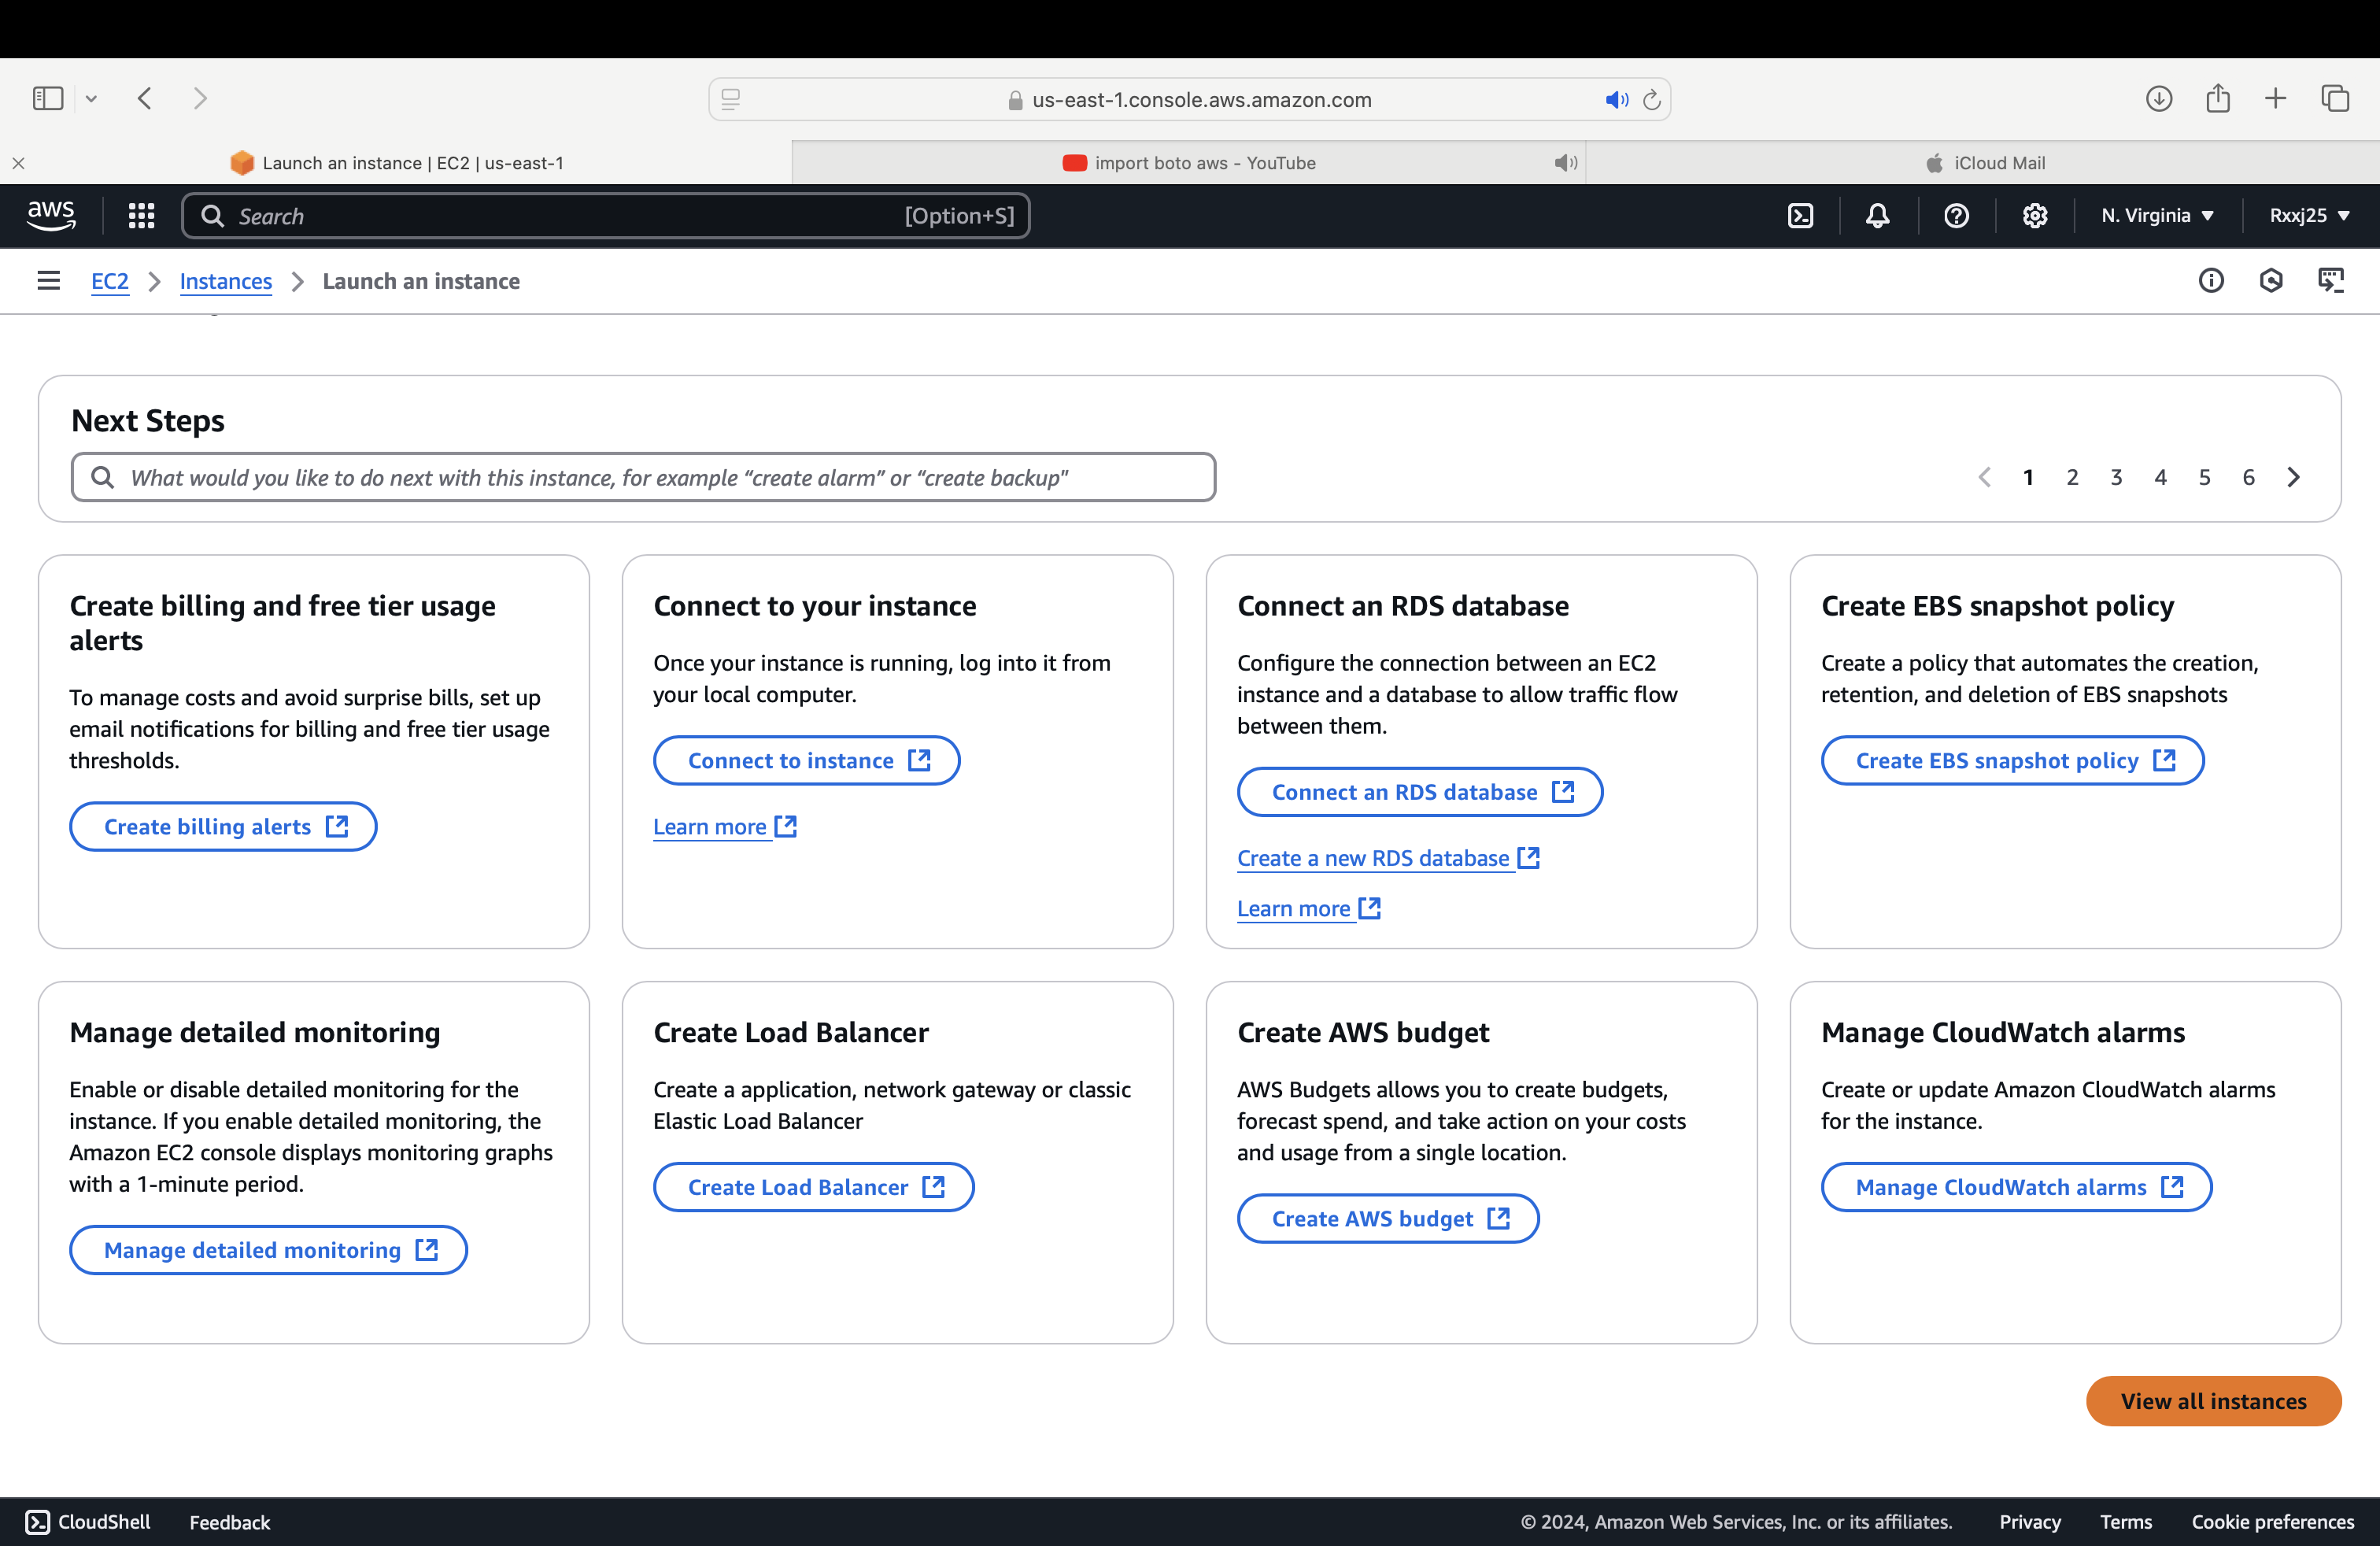 us-east-1.console.aws.amazon.com
Launch an instance | EC2 | us-east-1
import boto aws - YouTube
iCloud Mail
aws
Search
[Option+S]
N. Virginia
Rxxj25
EC2
Instances
Launch an instance
Next Steps
What would you like to do next with this instance, for example “create alarm” or “create backup"
1 2 3 4 5 6
Create billing and free tier usage
alerts
To manage costs and avoid surprise bills, set up
email notifications for billing and free tier usage
thresholds.
Create billing alerts
Connect to your instance
Once your instance is running, log into it from
your local computer.
Connect to instance
Learn more
Connect an RDS database
Configure the connection between an EC2
instance and a database to allow traffic flow
between them.
Connect an RDS database
Create a new RDS database
Learn more
Create EBS snapshot policy
Create a policy that automates the creation,
retention, and deletion of EBS snapshots
Create EBS snapshot policy
Manage detailed monitoring
Enable or disable detailed monitoring for the
instance. If you enable detailed monitoring, the
Amazon EC2 console displays monitoring graphs
with a 1-minute period.
Manage detailed monitoring
Create Load Balancer
Create a application, network gateway or classic
Elastic Load Balancer
Create Load Balancer
Create AWS budget
AWS Budgets allows you to create budgets,
forecast spend, and take action on your costs
and usage from a single location.
Create AWS budget
Manage CloudWatch alarms
Create or update Amazon CloudWatch alarms
for the instance.
Manage CloudWatch alarms
View all instances
CloudShell
Feedback
© 2024, Amazon Web Services, Inc. or its affiliates.
Privacy
Terms
Cookie preferences